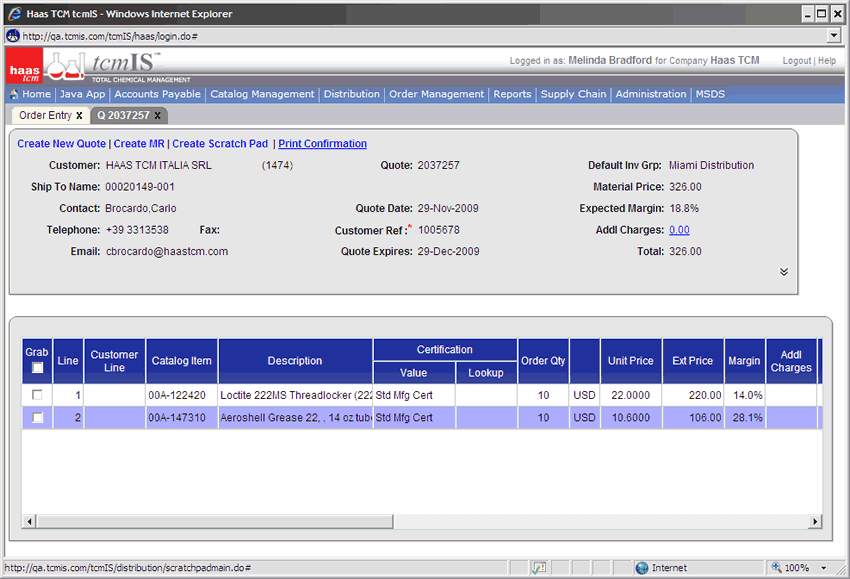 Haas TCM tcmIS - Windows Internet Explorer
http://qa.tcmis.com/tcmIS/haas/login.do#
haas tcm
tcmIS™
TOTAL CHEMICAL MANAGEMENT
Logged in as: Melinda Bradford for Company Haas TCM
Logout | Help
Home | Java App | Accounts Payable | Catalog Management | Distribution | Order Management | Reports | Supply Chain | Administration | MSDS
Order Entry x Q 2037257 x
Create New Quote | Create MR | Create Scratch Pad | Print Confirmation
Customer: HAAS TCM ITALIA SRL (1474) Quote: 2037257 Default Inv Grp: Miami Distribution
Ship To Name: 00020149-001 Material Price: 326.00
Contact: Brocardo,Carlo Quote Date: 29-Nov-2009 Expected Margin: 18.8%
Telephone: +39 3313538 Fax: Customer Ref :* 1005678 Addl Charges: 0.00
Email: cbrocardo@haastcm.com Quote Expires: 29-Dec-2009 Total: 326.00
Grab Line Customer Line Catalog Item Description Certification Value Lookup Order Qty Unit Price Ext Price Margin Addl Charges
1 00A-122420 Loctite 222MS Threadlocker (222 Std Mfg Cert 10 USD 22.0000 220.00 14.0%
2 00A-147310 Aeroshell Grease 22, , 14 oz tube Std Mfg Cert 10 USD 10.6000 106.00 28.1%
http://qa.tcmis.com/tcmIS/distribution/scratchpadmain.do#
Internet
100%